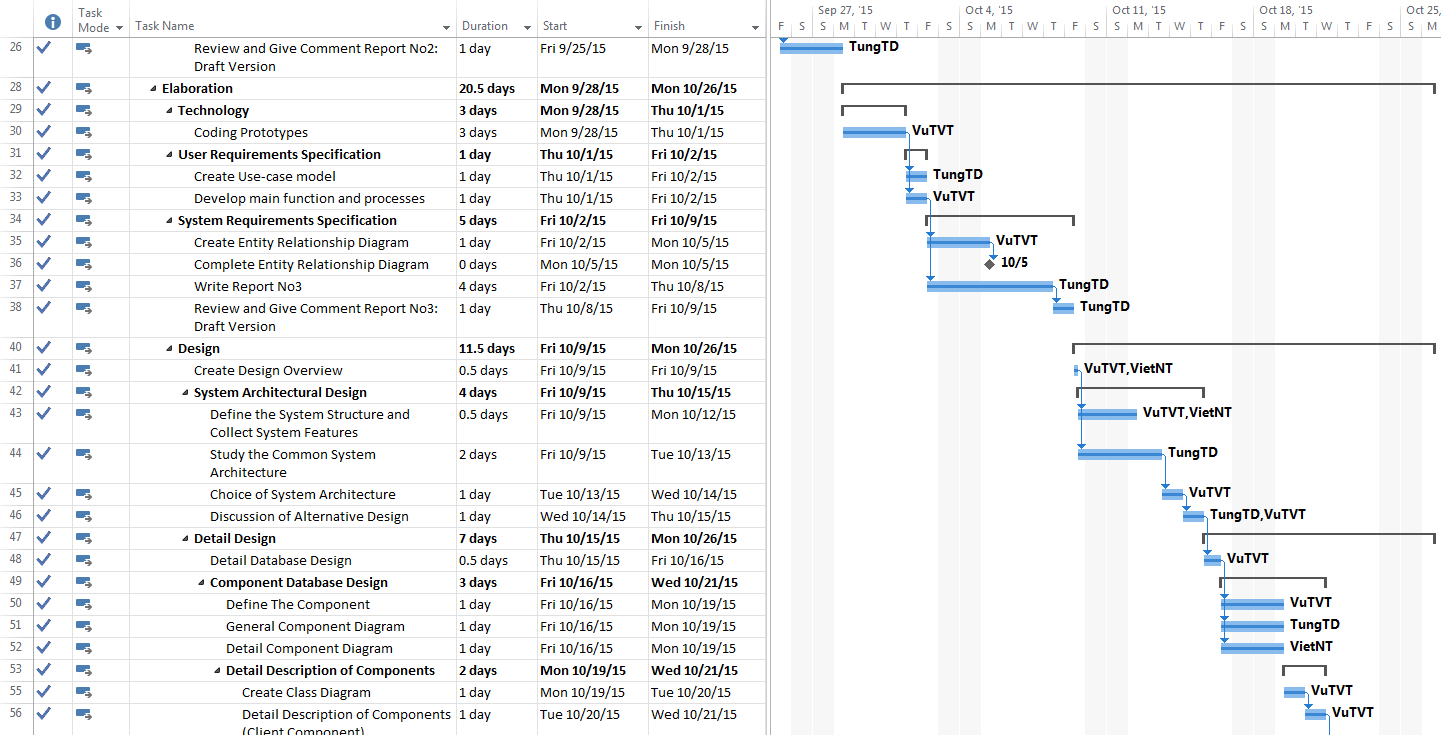 Task Mode Task Name Duration Start Finish
Sep 27, '15 Oct 4, '15 Oct 11, '15 Oct 18, '15 Oct 25,
F S S M T W T F S S M T W T F S S M T W T F S S M T W T F S S M
26 Review and Give Comment Report No2: 1 day Fri 9/25/15 Mon 9/28/15 TungTD
Draft Version
28 Elaboration 20.5 days Mon 9/28/15 Mon 10/26/15
29 Technology 3 days Mon 9/28/15 Thu 10/1/15
30 Coding Prototypes 3 days Mon 9/28/15 Thu 10/1/15 VuTVT
31 User Requirements Specification 1 day Thu 10/1/15 Fri 10/2/15
32 Create Use-case model 1 day Thu 10/1/15 Fri 10/2/15 TungTD
33 Develop main function and processes 1 day Thu 10/1/15 Fri 10/2/15 VuTVT
34 System Requirements Specification 5 days Fri 10/2/15 Fri 10/9/15
35 Create Entity Relationship Diagram 1 day Fri 10/2/15 Mon 10/5/15 VuTVT
36 Complete Entity Relationship Diagram 0 days Mon 10/5/15 Mon 10/5/15 10/5
37 Write Report No3 4 days Fri 10/2/15 Thu 10/8/15 TungTD
38 Review and Give Comment Report No3: 1 day Thu 10/8/15 Fri 10/9/15 TungTD
Draft Version
40 Design 11.5 days Fri 10/9/15 Mon 10/26/15
41 Create Design Overview 0.5 days Fri 10/9/15 Fri 10/9/15 VuTVT,VietNT
42 System Architectural Design 4 days Fri 10/9/15 Thu 10/15/15
43 Define the System Structure and 0.5 days Fri 10/9/15 Mon 10/12/15 VuTVT,VietNT
Collect System Features
44 Study the Common System 2 days Fri 10/9/15 Tue 10/13/15 TungTD
Architecture
45 Choice of System Architecture 1 day Tue 10/13/15 Wed 10/14/15 VuTVT
46 Discussion of Alternative Design 1 day Wed 10/14/15 Thu 10/15/15 TungTD,VuTVT
47 Detail Design 7 days Thu 10/15/15 Mon 10/26/15
48 Detail Database Design 0.5 days Thu 10/15/15 Fri 10/16/15 VuTVT
49 Component Database Design 3 days Fri 10/16/15 Wed 10/21/15
50 Define The Component 1 day Fri 10/16/15 Mon 10/19/15 VuTVT
51 General Component Diagram 1 day Fri 10/16/15 Mon 10/19/15 TungTD
52 Detail Component Diagram 1 day Fri 10/16/15 Mon 10/19/15 VietNT
53 Detail Description of Components 2 days Mon 10/19/15 Wed 10/21/15
55 Create Class Diagram 1 day Mon 10/19/15 Tue 10/20/15 VuTVT
56 Detail Description of Components 1 day Tue 10/20/15 Wed 10/21/15 VuTVT
(Client Component)